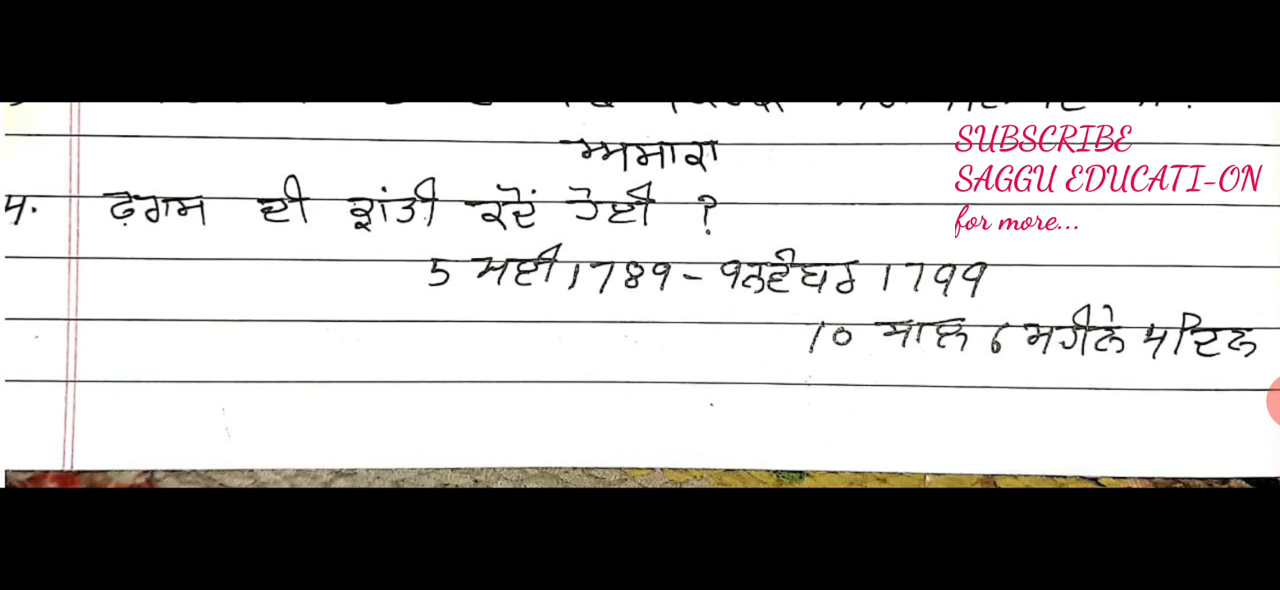 ਸਮਸਾਰਾ
SUBSCRIBE
SAGGU EDUCATI-ON
for more...
੫. ਫ਼ਰਾਸ ਦੀ ਕ੍ਰਾਂਤੀ ਕਦੋਂ ਹੋਈ ?
5 ਮਈ 1789 - 9 ਨਵੰਬਰ 1799
10 ਸਾਲ 6 ਮਹੀਨੇ 4 ਦਿਨ